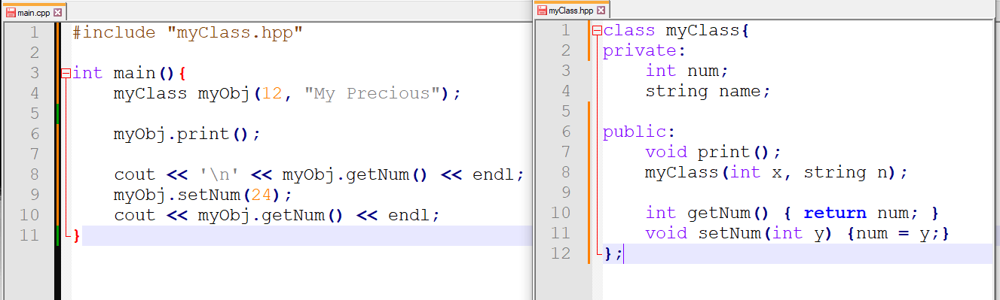 main.cpp
1 #include "myClass.hpp"
2
3 int main(){
4 myClass myObj(12, "My Precious");
5
6 myObj.print();
7
8 cout << '\n' << myObj.getNum() << endl;
9 myObj.setNum(24);
10 cout << myObj.getNum() << endl;
11 }
myClass.hpp
1 class myClass{
2 private:
3 int num;
4 string name;
5
6 public:
7 void print();
8 myClass(int x, string n);
9
10 int getNum() { return num; }
11 void setNum(int y) {num = y;}
12 };